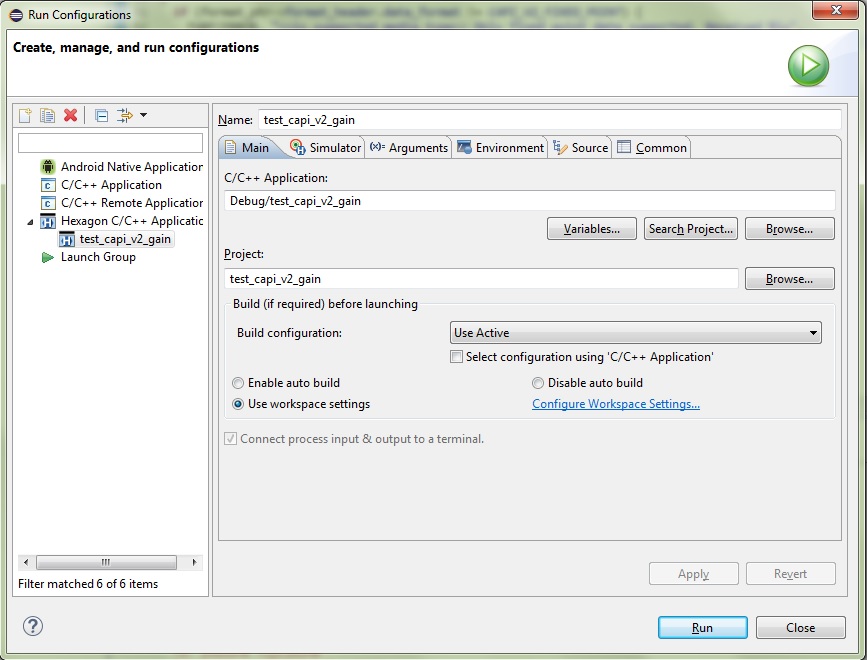 Run Configurations
Create, manage, and run configurations
Name: test_capi_v2_gain
Main Simulator (x)= Arguments Environment Source Common
Android Native Application
C/C++ Application
C/C++ Remote Application
Hexagon C/C++ Applicatic
test_capi_v2_gain
Launch Group
Filter matched 6 of 6 items
C/C++ Application:
Debug/test_capi_v2_gain
Variables... Search Project... Browse...
Project:
test_capi_v2_gain Browse...
Build (if required) before launching
Build configuration: Use Active
Select configuration using 'C/C++ Application'
Enable auto build Disable auto build
Use workspace settings Configure Workspace Settings...
Connect process input & output to a terminal.
Apply Revert
Run Close